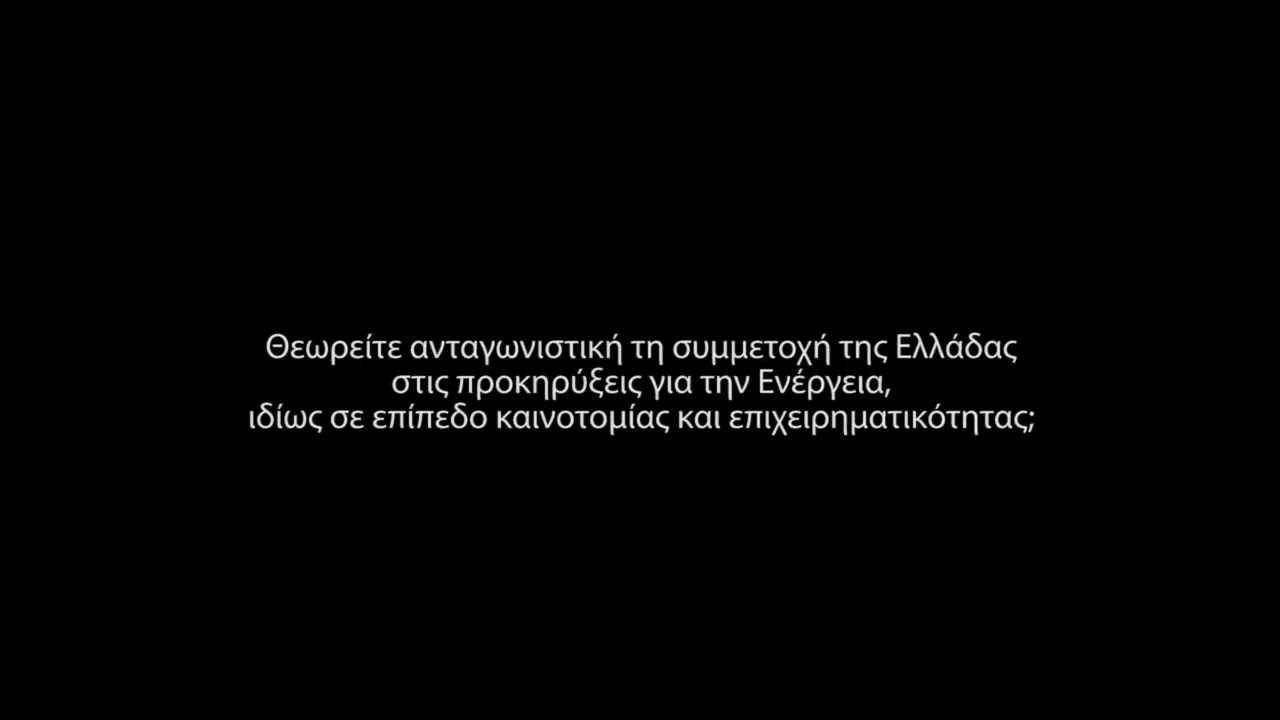 Θεωρείτε ανταγωνιστική τη συμμετοχή της Ελλάδας
στις προκηρύξεις για την Ενέργεια,
ιδίως σε επίπεδο καινοτομίας και επιχειρηματικότητας;